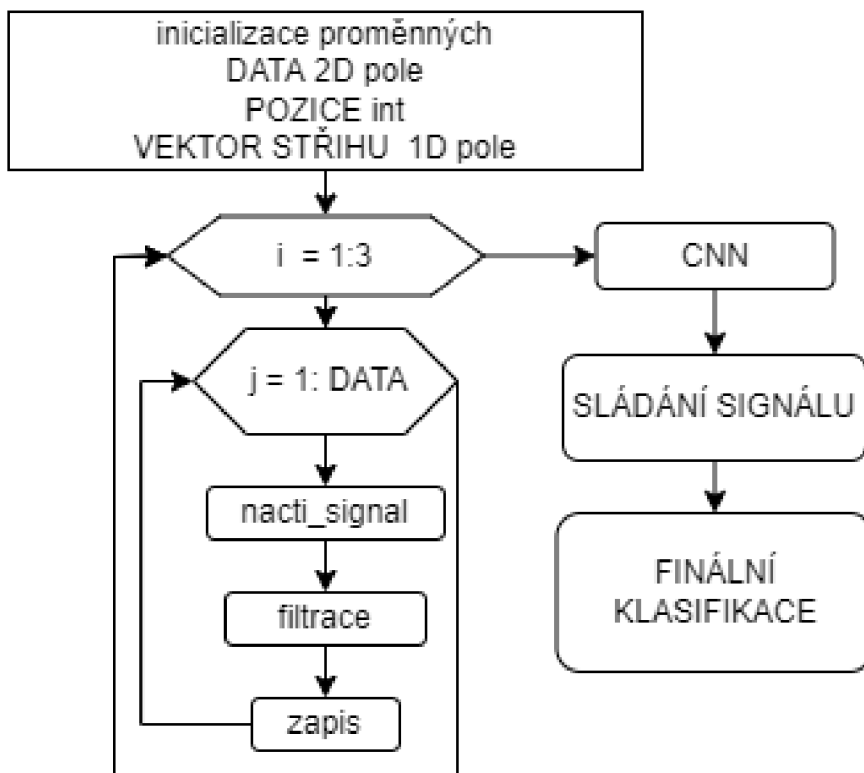 inicializace proměnných
DATA 2D pole
POZICE int
VEKTOR STŘIHU 1D pole
i = 1:3
CNN
j = 1: DATA
SLÁDÁNÍ SIGNÁLU
nacti_signal
filtrace
FINÁLNÍ
KLASIFIKACE
zapis